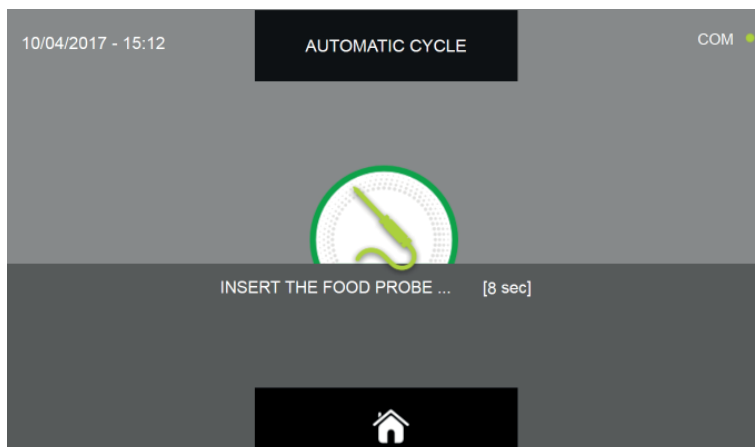 10/04/2017 - 15:12
AUTOMATIC CYCLE
COM
INSERT THE FOOD PROBE ... [8 sec]